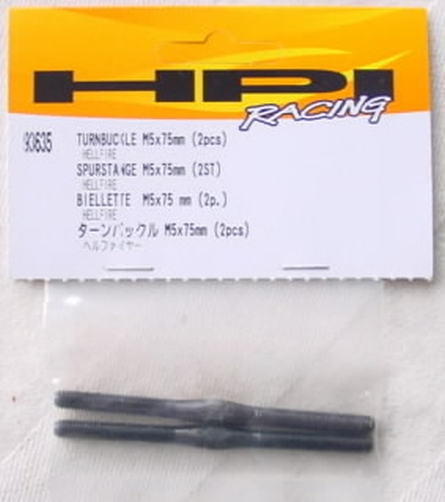 HPI
RACING
93635 TURNBUCKLE M5x75mm (2pcs)
HELLFIRE
SPURSTANGE M5x75mm (2ST)
HELLFIRE
BIELLETTE M5x75 mm (2p.)
HELLFIRE
ターンバックル M5x75mm (2pcs)
ヘルファイヤー